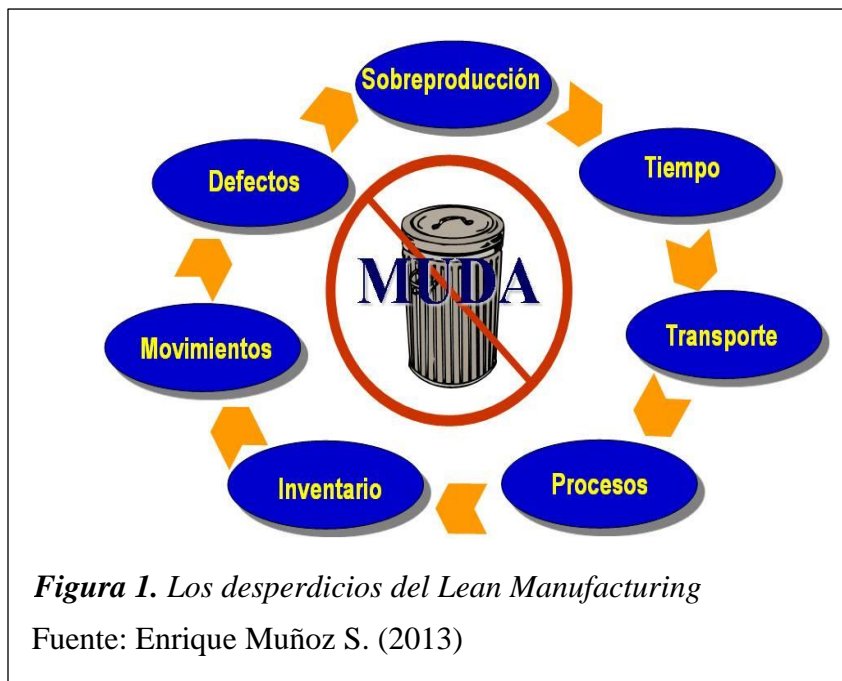 Sobreproducción
Tiempo
Transporte
Procesos
Inventario
Movimientos
Defectos
MUDA
Figura 1. Los desperdicios del Lean Manufacturing
Fuente: Enrique Muñoz S. (2013)